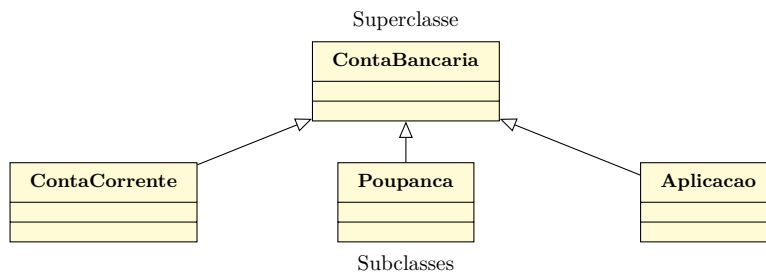 Superclasse
ContaBancaria
ContaCorrente
Poupanca
Aplicacao
Subclasses